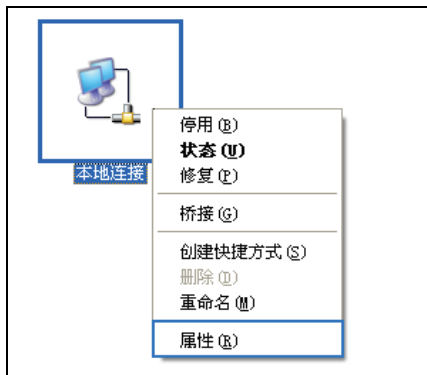 本地连接
停用(B)
状态(U)
修复(P)
桥接(G)
创建快捷方式(S)
删除(D)
重命名(M)
属性(R)